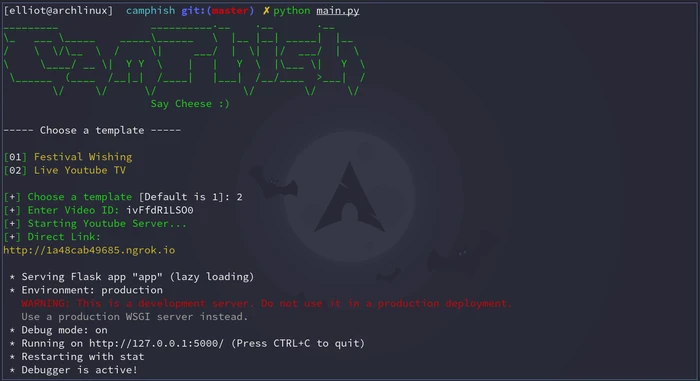 [elliot@archlinux] camphish git:(master) ✗ python main.py
Say Cheese :)
----- Choose a template -----
[01] Festival Wishing
[02] Live Youtube TV
[+] Choose a template [Default is 1]: 2
[+] Enter Video ID: ivFfdR1LSO0
[+] Starting Youtube Server...
[+] Direct Link:
http://1a48cab49685.ngrok.io
* Serving Flask app "app" (lazy loading)
* Environment: production
WARNING: This is a development server. Do not use it in a production deployment.
Use a production WSGI server instead.
* Debug mode: on
* Running on http://127.0.0.1:5000/ (Press CTRL+C to quit)
* Restarting with stat
* Debugger is active!